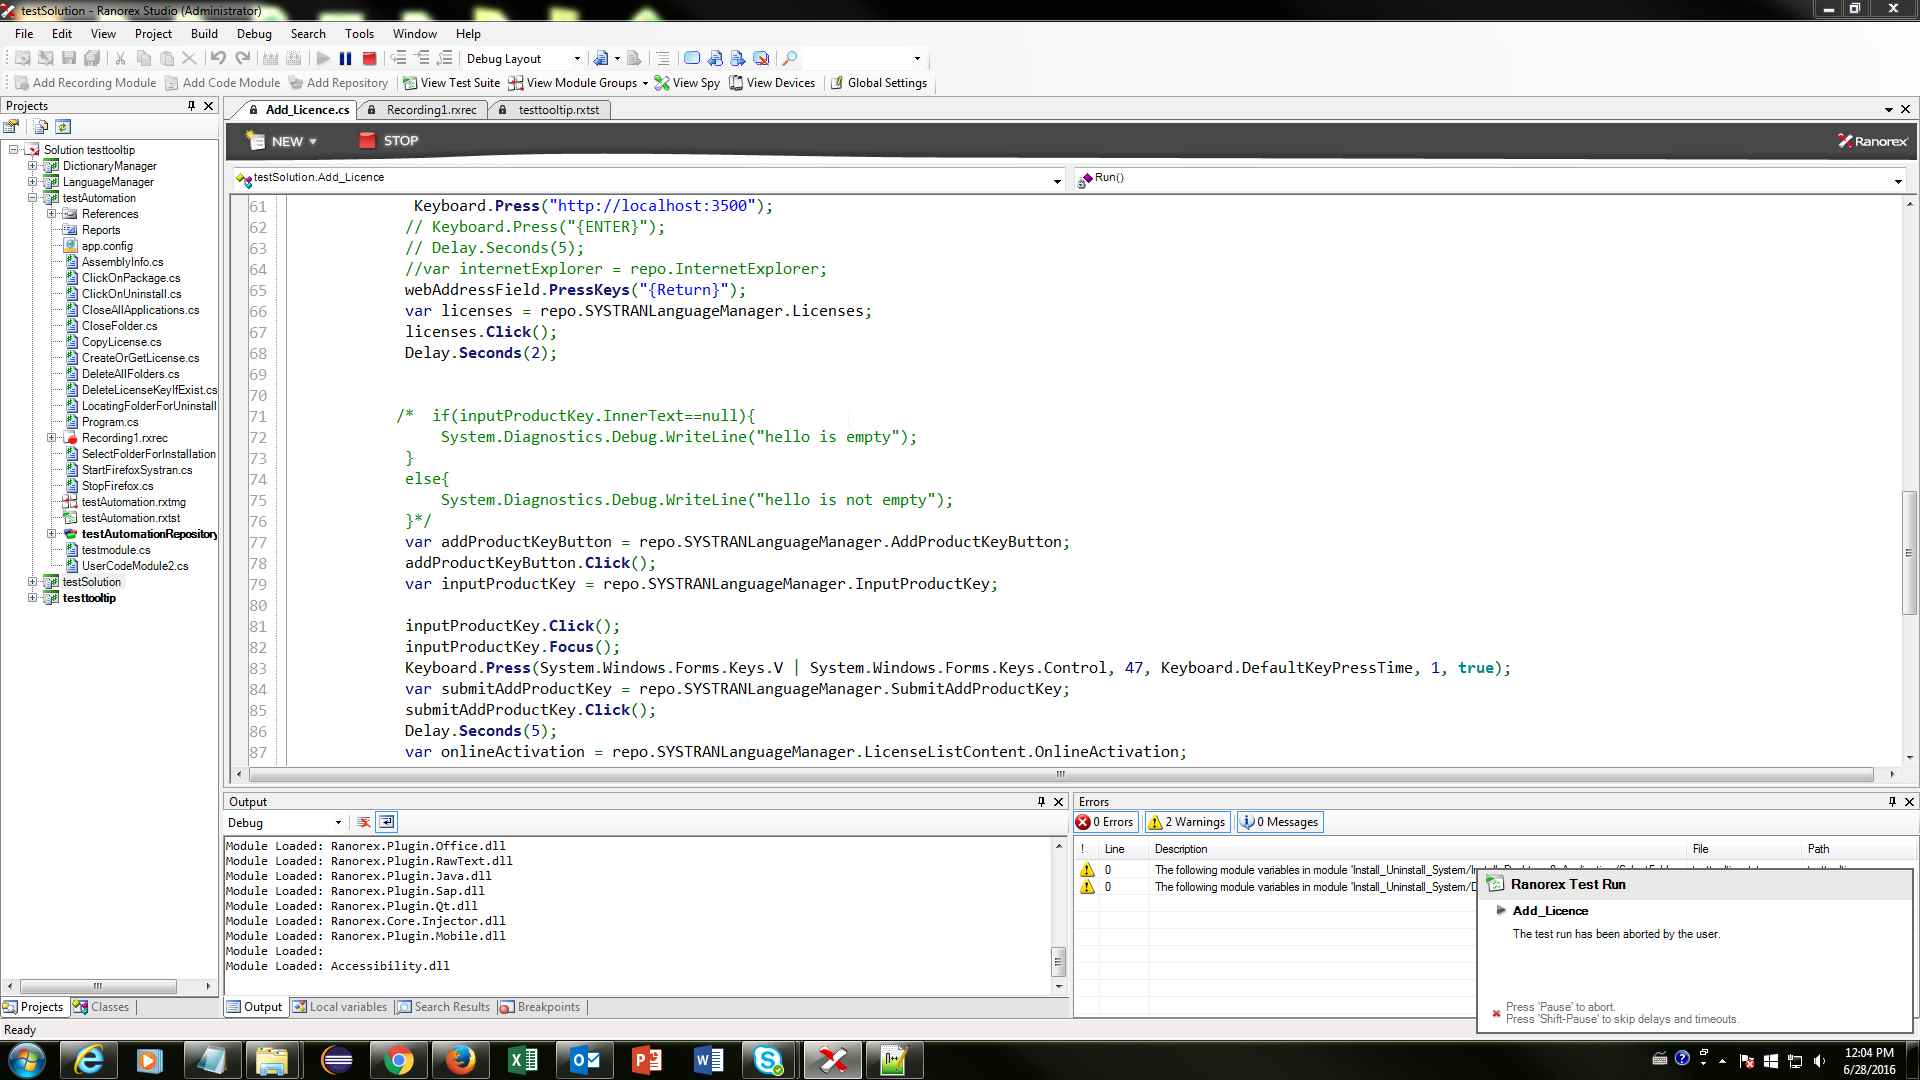 testSolution - Ranorex Studio (Administrator)
File Edit View Project Build Debug Search Tools Window Help
Debug Layout
Add Recording Module Add Code Module Add Repository View Test Suite View Module Groups View Spy View Devices Global Settings
Projects
Add_Licence.cs Recording1.rxrec testtooltip.rxtst
NEW STOP Ranorex
testSolution.Add_Licence Run()
Solution testtooltip
DictionaryManager
LanguageManager
testAutomation
References
Reports
app.config
AssemblyInfo.cs
ClickOnPackage.cs
ClickOnUninstall.cs
CloseAllApplications.cs
CloseFolder.cs
CopyLicense.cs
CreateOrGetLicense.cs
DeleteAllFolders.cs
DeleteLicenseKeyIfExist.cs
LocatingFolderForUninstall
Program.cs
Recording1.rxrec
SelectFolderForInstallation
StartFirefoxSystran.cs
StopFirefox.cs
testAutomation.rxtmg
testAutomation.rxtst
testAutomationRepository
testmodule.cs
UserCodeModule2.cs
testSolution
testtooltip
Projects Classes
61 Keyboard.Press("http://localhost:3500");
62 // Keyboard.Press("{ENTER}");
63 // Delay.Seconds(5);
64 //var internetExplorer = repo.InternetExplorer;
65 webAddressField.PressKeys("{Return}");
66 var licenses = repo.SYSTRANLanguageManager.Licenses;
67 licenses.Click();
68 Delay.Seconds(2);
69
70
71 /* if(inputProductKey.InnerText==null){
72 System.Diagnostics.Debug.WriteLine("hello is empty");
73 }
74 else{
75 System.Diagnostics.Debug.WriteLine("hello is not empty");
76 }*/
77 var addProductKeyButton = repo.SYSTRANLanguageManager.AddProductKeyButton;
78 addProductKeyButton.Click();
79 var inputProductKey = repo.SYSTRANLanguageManager.InputProductKey;
80
81 inputProductKey.Click();
82 inputProductKey.Focus();
83 Keyboard.Press(System.Windows.Forms.Keys.V | System.Windows.Forms.Keys.Control, 47, Keyboard.DefaultKeyPressTime, 1, true);
84 var submitAddProductKey = repo.SYSTRANLanguageManager.SubmitAddProductKey;
85 submitAddProductKey.Click();
86 Delay.Seconds(5);
87 var onlineActivation = repo.SYSTRANLanguageManager.LicenseListContent.OnlineActivation;
Output
Debug
Module Loaded: Ranorex.Plugin.Office.dll
Module Loaded: Ranorex.Plugin.RawText.dll
Module Loaded: Ranorex.Plugin.Java.dll
Module Loaded: Ranorex.Plugin.Sap.dll
Module Loaded: Ranorex.Plugin.Qt.dll
Module Loaded: Ranorex.Core.Injector.dll
Module Loaded: Ranorex.Plugin.Mobile.dll
Module Loaded:
Module Loaded: Accessibility.dll
Output Local variables Search Results Breakpoints
Errors
0 Errors 2 Warnings 0 Messages
! Line Description File Path
0 The following module variables in module 'Install_Uninstall_System/
0 The following module variables in module 'Install_Uninstall_System/
Ranorex Test Run
Add_Licence
The test run has been aborted by the user.
Press 'Pause' to abort.
Press 'Shift-Pause' to skip delays and timeouts.
Ready
12:04 PM
6/28/2016